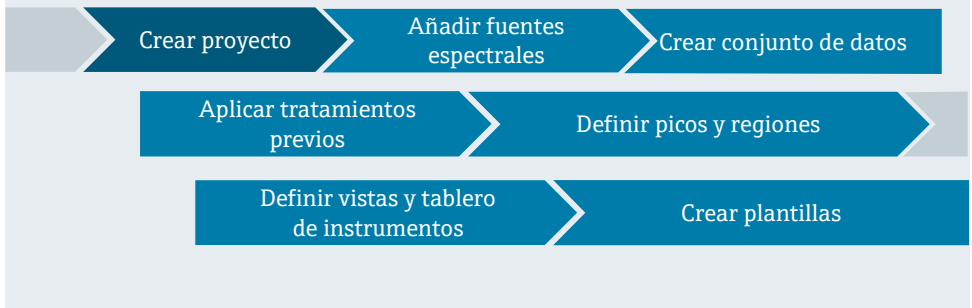 Crear proyecto
Añadir fuentes
espectrales
Crear conjunto de datos
Aplicar tratamientos
previos
Definir picos y regiones
Definir vistas y tablero
de instrumentos
Crear plantillas